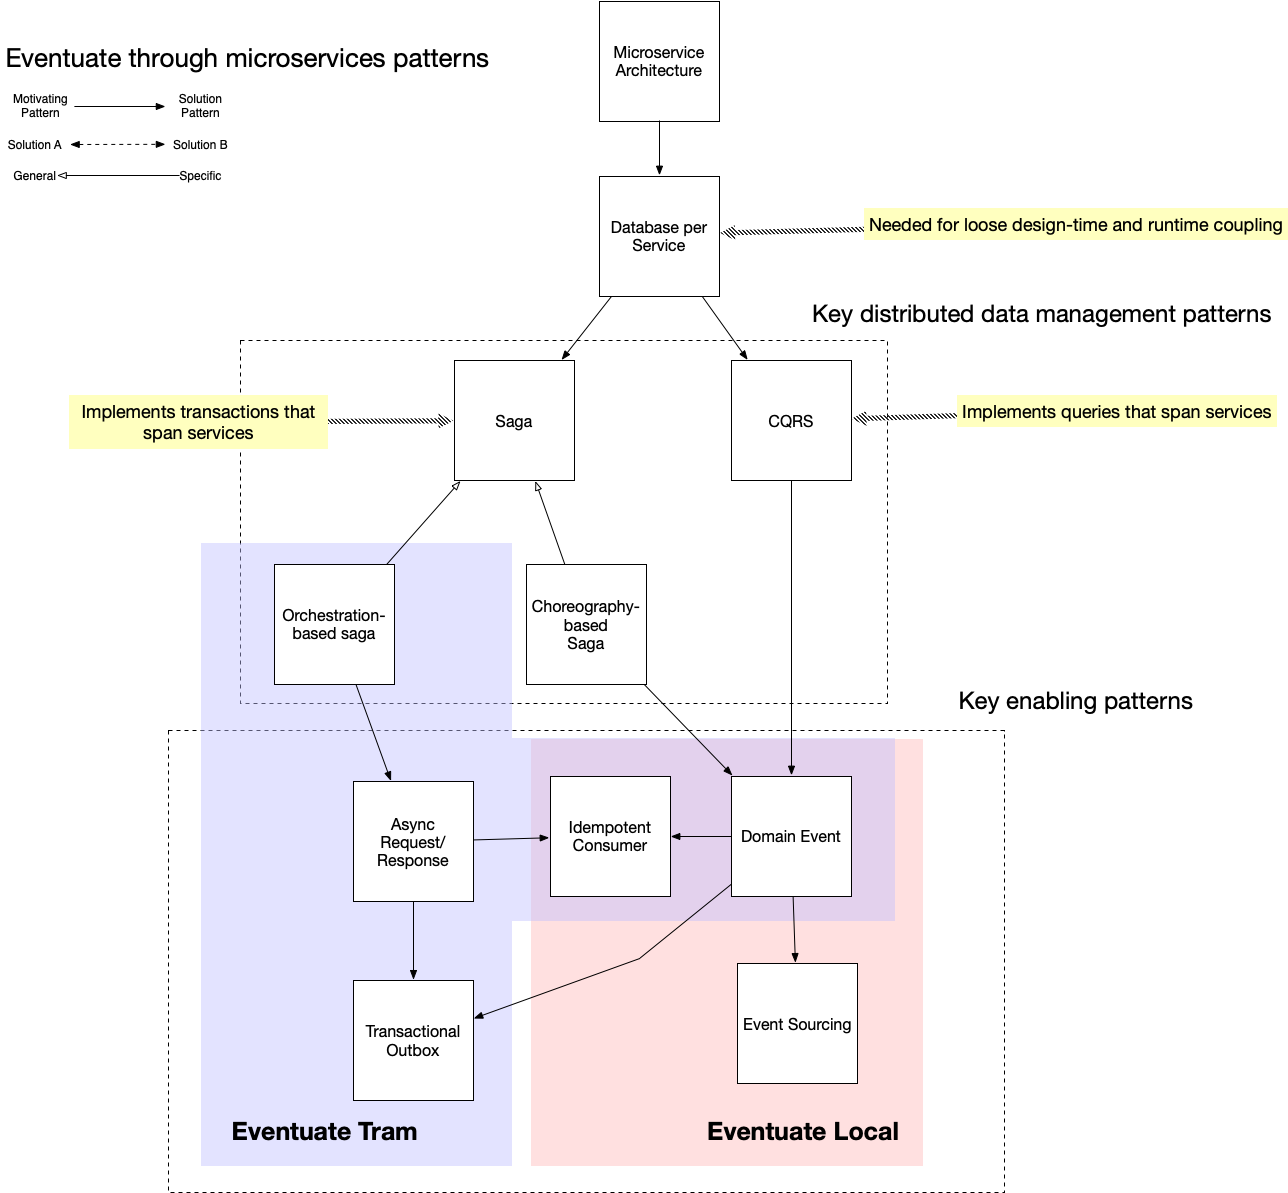 Microservice
Architecture
Eventuate through microservices patterns
Motivating
Pattern
Solution
Pattern
Solution A
Solution B
General
Specific
Database per
Service
Needed for loose design-time and runtime coupling
Key distributed data management patterns
Implements transactions that
span services
Saga
CQRS
Implements queries that span services
Orchestration-
based saga
Choreography-
based
Saga
Key enabling patterns
Async
Request/
Response
Idempotent
Consumer
Domain Event
Transactional
Outbox
Event Sourcing
Eventuate Tram
Eventuate Local